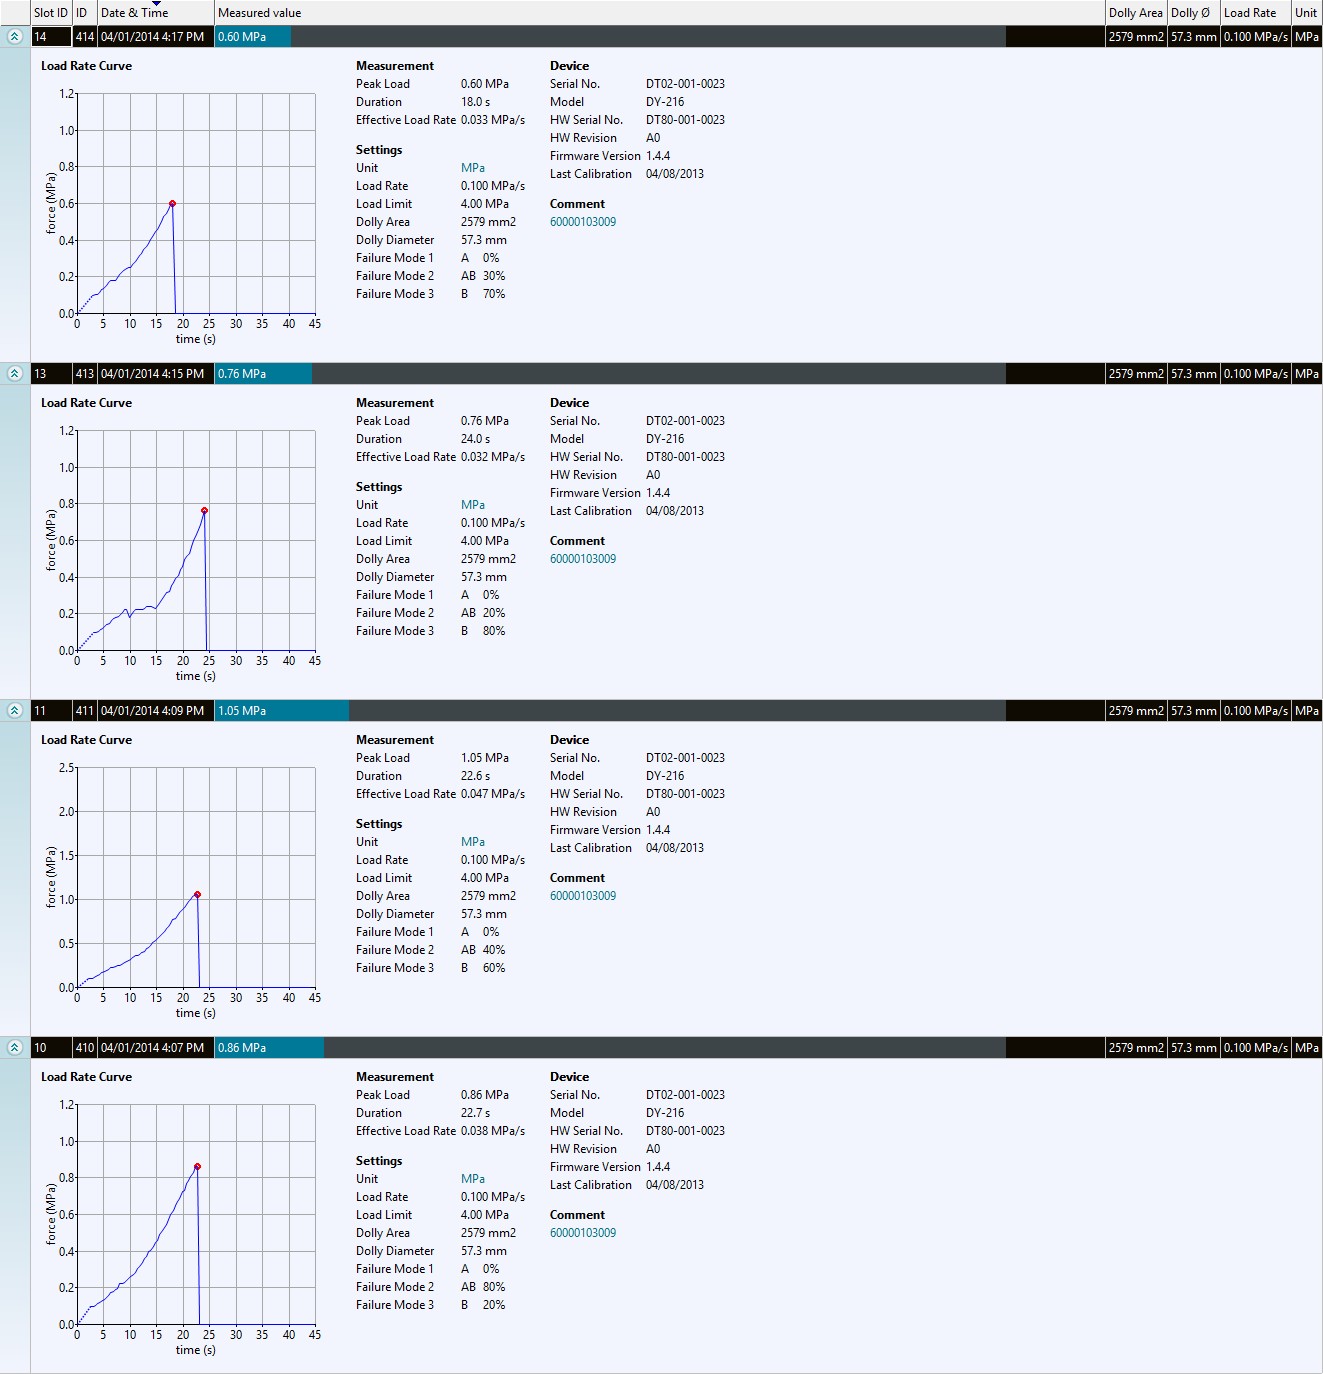 Slot ID ID Date & Time Measured value Dolly Area Dolly Ø Load Rate Unit
14 414 04/01/2014 4:17 PM 0.60 MPa 2579 mm2 57.3 mm 0.100 MPa/s MPa
Load Rate Curve
1.2
1.0
0.8
0.6
0.4
0.2
0.0
force (MPa)
0 5 10 15 20 25 30 35 40 45
time (s)
Measurement
Peak Load 0.60 MPa
Duration 18.0 s
Effective Load Rate 0.033 MPa/s
Settings
Unit MPa
Load Rate 0.100 MPa/s
Load Limit 4.00 MPa
Dolly Area 2579 mm2
Dolly Diameter 57.3 mm
Failure Mode 1 A 0%
Failure Mode 2 AB 30%
Failure Mode 3 B 70%
Device
Serial No. DT02-001-0023
Model DY-216
HW Serial No. DT80-001-0023
HW Revision A0
Firmware Version 1.4.4
Last Calibration 04/08/2013
Comment
60000103009
13 413 04/01/2014 4:15 PM 0.76 MPa 2579 mm2 57.3 mm 0.100 MPa/s MPa
Load Rate Curve
1.2
1.0
0.8
0.6
0.4
0.2
0.0
force (MPa)
0 5 10 15 20 25 30 35 40 45
time (s)
Measurement
Peak Load 0.76 MPa
Duration 24.0 s
Effective Load Rate 0.032 MPa/s
Settings
Unit MPa
Load Rate 0.100 MPa/s
Load Limit 4.00 MPa
Dolly Area 2579 mm2
Dolly Diameter 57.3 mm
Failure Mode 1 A 0%
Failure Mode 2 AB 20%
Failure Mode 3 B 80%
Device
Serial No. DT02-001-0023
Model DY-216
HW Serial No. DT80-001-0023
HW Revision A0
Firmware Version 1.4.4
Last Calibration 04/08/2013
Comment
60000103009
11 411 04/01/2014 4:09 PM 1.05 MPa 2579 mm2 57.3 mm 0.100 MPa/s MPa
Load Rate Curve
2.5
2.0
1.5
1.0
0.5
0.0
force (MPa)
0 5 10 15 20 25 30 35 40 45
time (s)
Measurement
Peak Load 1.05 MPa
Duration 22.6 s
Effective Load Rate 0.047 MPa/s
Settings
Unit MPa
Load Rate 0.100 MPa/s
Load Limit 4.00 MPa
Dolly Area 2579 mm2
Dolly Diameter 57.3 mm
Failure Mode 1 A 0%
Failure Mode 2 AB 40%
Failure Mode 3 B 60%
Device
Serial No. DT02-001-0023
Model DY-216
HW Serial No. DT80-001-0023
HW Revision A0
Firmware Version 1.4.4
Last Calibration 04/08/2013
Comment
60000103009
10 410 04/01/2014 4:07 PM 0.86 MPa 2579 mm2 57.3 mm 0.100 MPa/s MPa
Load Rate Curve
1.2
1.0
0.8
0.6
0.4
0.2
0.0
force (MPa)
0 5 10 15 20 25 30 35 40 45
time (s)
Measurement
Peak Load 0.86 MPa
Duration 22.7 s
Effective Load Rate 0.038 MPa/s
Settings
Unit MPa
Load Rate 0.100 MPa/s
Load Limit 4.00 MPa
Dolly Area 2579 mm2
Dolly Diameter 57.3 mm
Failure Mode 1 A 0%
Failure Mode 2 AB 80%
Failure Mode 3 B 20%
Device
Serial No. DT02-001-0023
Model DY-216
HW Serial No. DT80-001-0023
HW Revision A0
Firmware Version 1.4.4
Last Calibration 04/08/2013
Comment
60000103009